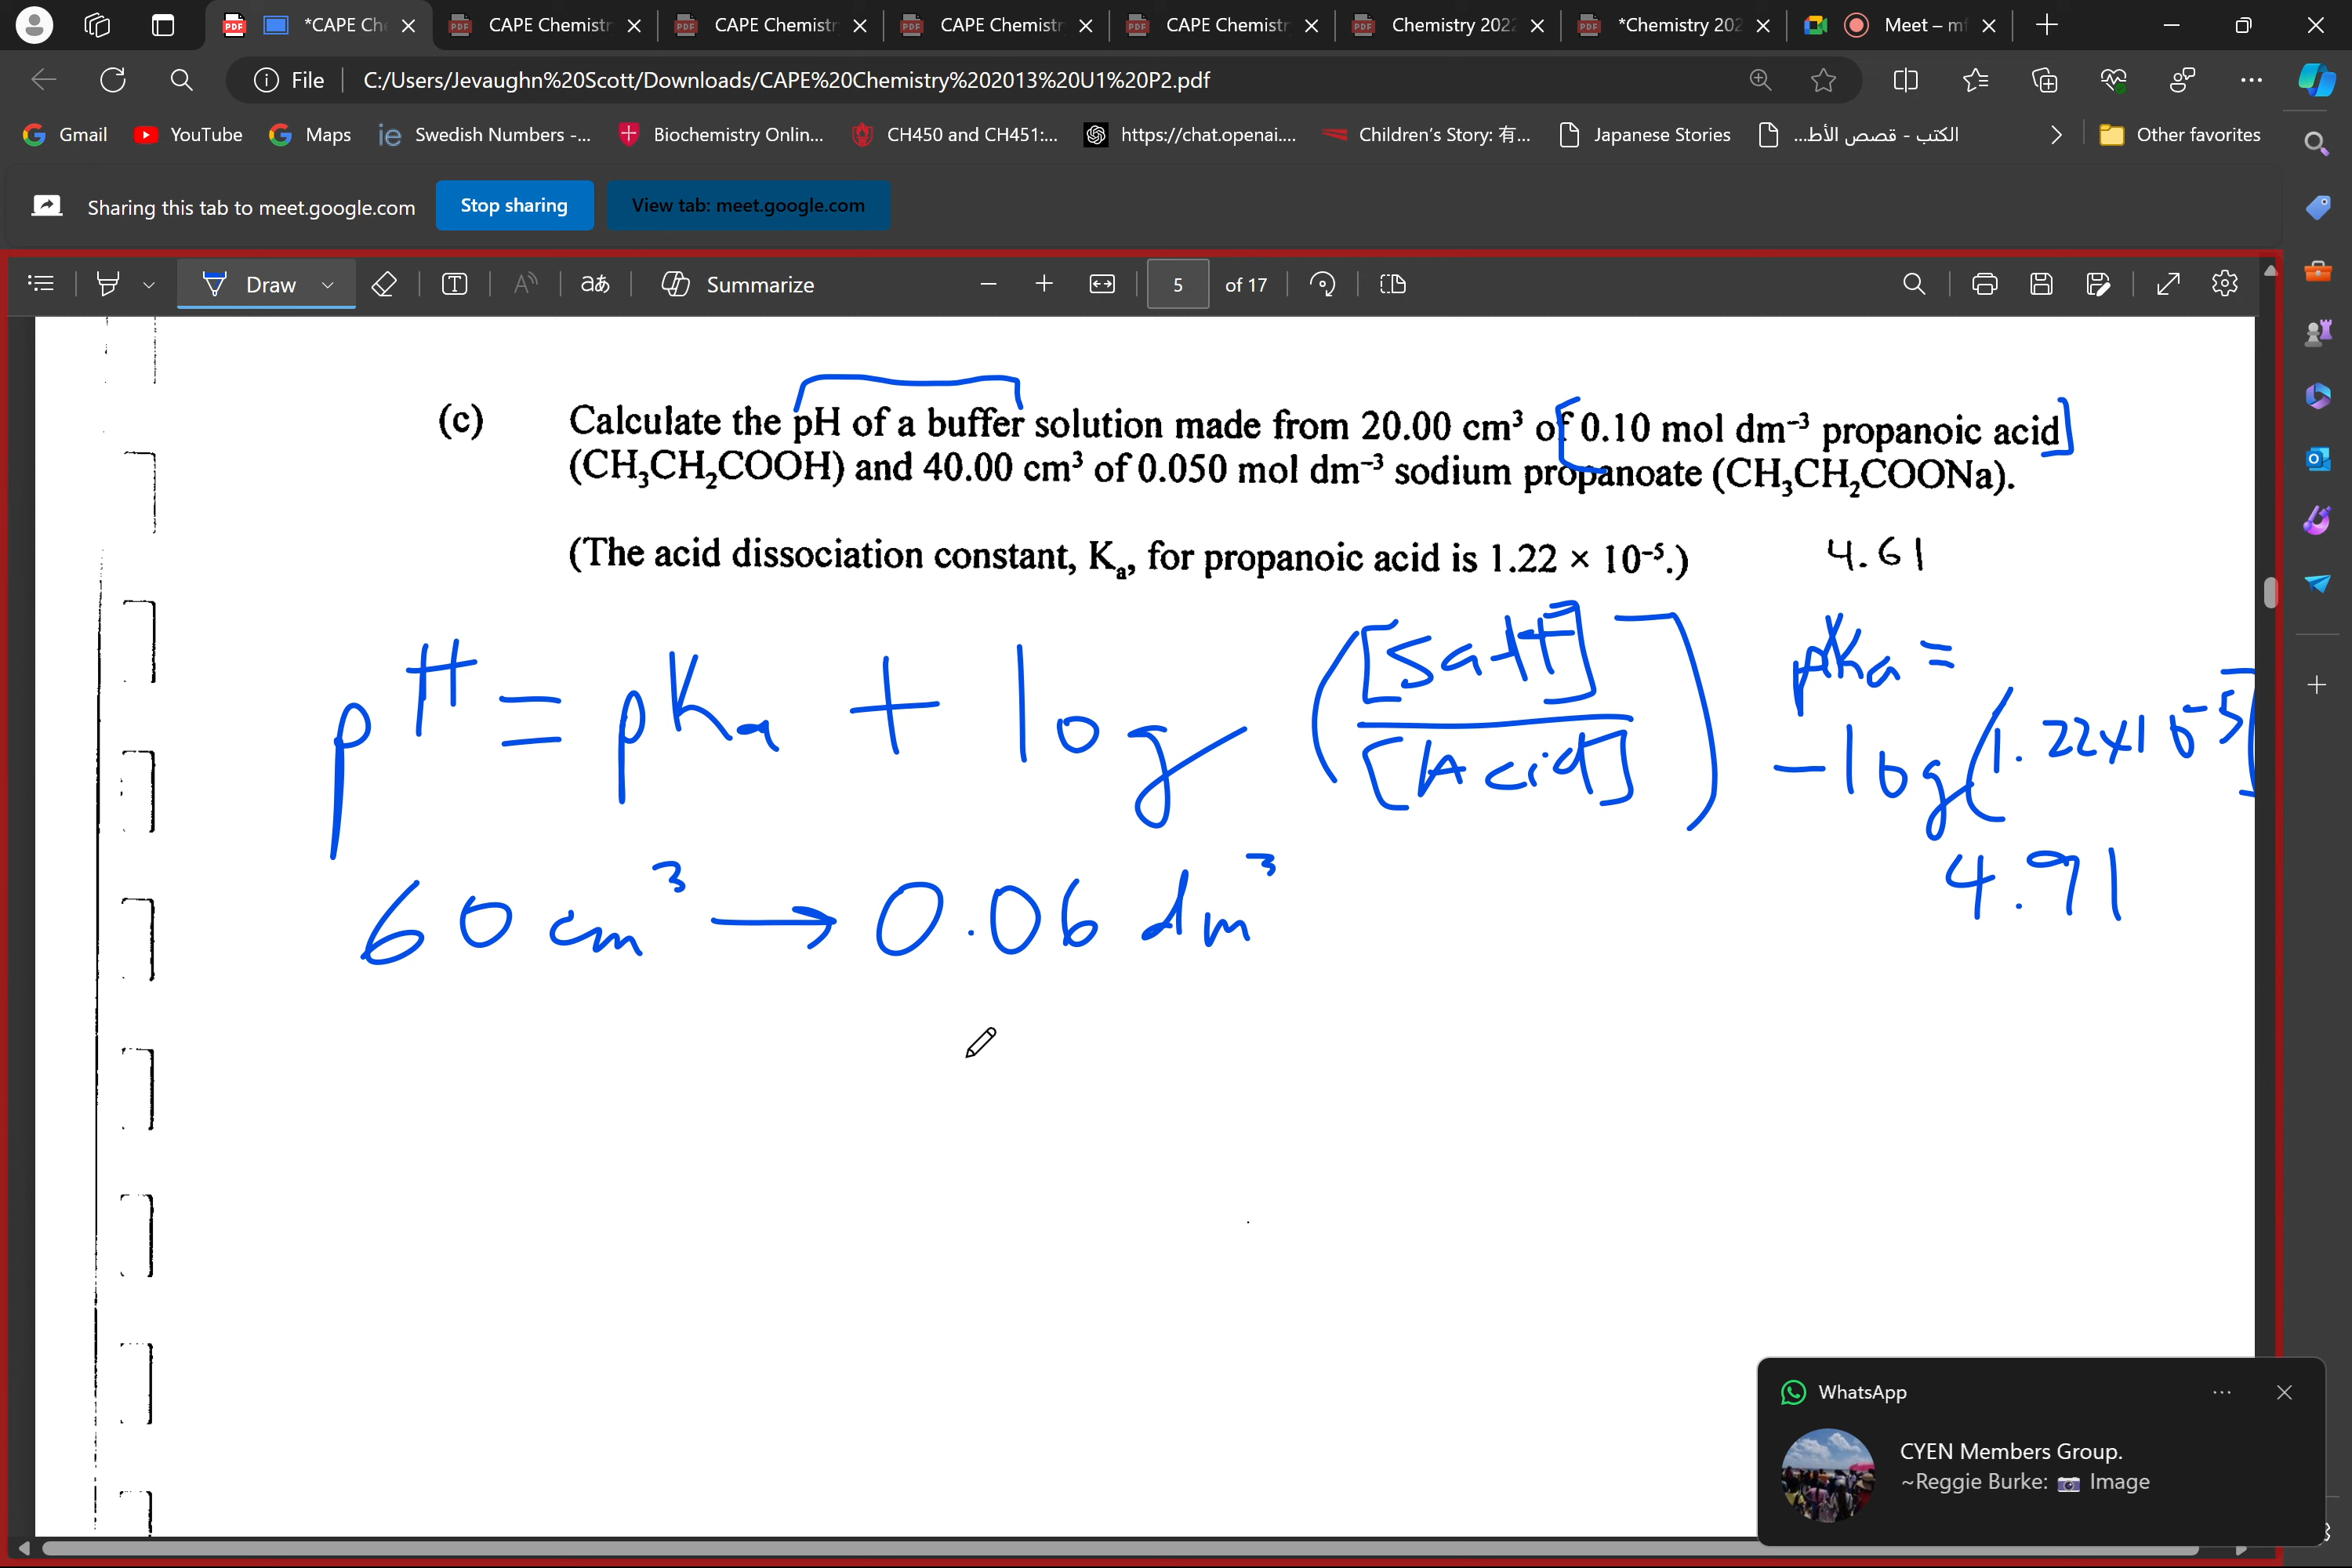 *CAPE Ch
CAPE Chemistr
CAPE Chemistr
CAPE Chemistr
CAPE Chemistr
Chemistry 2022
*Chemistry 202
Meet – m
File
C:/Users/Jevaughn%20Scott/Downloads/CAPE%20Chemistry%202013%20U1%20P2.pdf
Gmail
YouTube
Maps
Swedish Numbers -...
Biochemistry Onlin...
CH450 and CH451:...
https://chat.openai....
Children's Story: 有...
Japanese Stories
الكتب - قصص الأط...
Other favorites
Sharing this tab to meet.google.com
Stop sharing
View tab: meet.google.com
Draw
aあ
Summarize
5
of 17
(c) Calculate the pH of a buffer solution made from 20.00 cm³ of 0.10 mol dm⁻³ propanoic acid
(CH₃CH₂COOH) and 40.00 cm³ of 0.050 mol dm⁻³ sodium propanoate (CH₃CH₂COONa).
(The acid dissociation constant, Kₐ, for propanoic acid is 1.22 × 10⁻⁵.)
4.61
pH = pKa + log ([Salt]/[Acid])
pKa =
-log(1.22x10⁻⁵)
4.91
60 cm³ → 0.06 dm³
WhatsApp
CYEN Members Group.
~Reggie Burke: 📷 Image